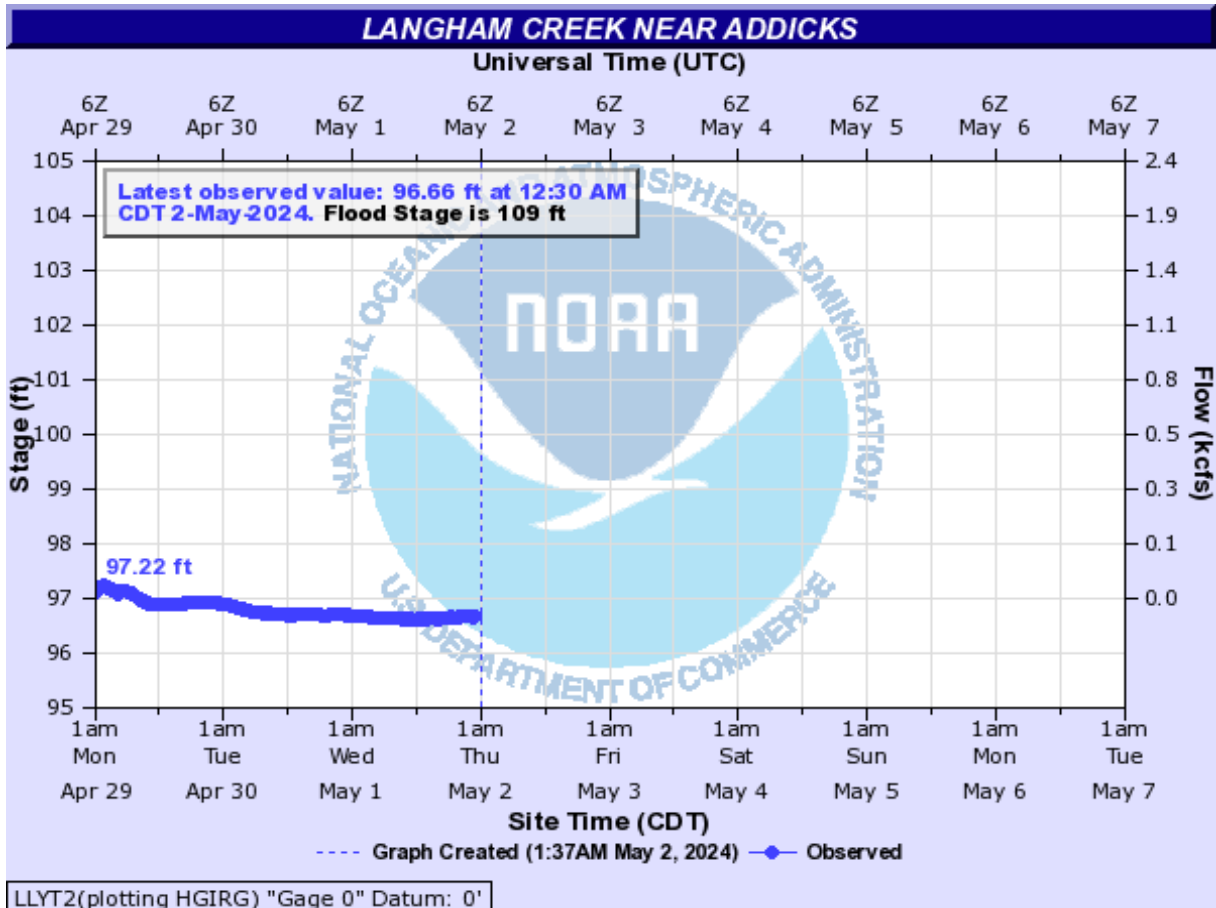 LANGHAM CREEK NEAR ADDICKS
Universal Time (UTC)
6Z 6Z 6Z 6Z 6Z 6Z 6Z 6Z 6Z
Apr 29 Apr 30 May 1 May 2 May 3 May 4 May 5 May 6 May 7
Latest observed value: 96.66 ft at 12:30 AM
CDT 2-May-2024. Flood Stage is 109 ft
105 2.4
104 1.9
103 1.4
102 1.1
101 0.8
100 0.5
99 0.3
98 0.1
97 0.0
96
95
Stage (ft)
Flow (kcfs)
NATIONAL OCEANIC AND ATMOSPHERIC ADMINISTRATION
NOAA
U.S. DEPARTMENT OF COMMERCE
97.22 ft
1am 1am 1am 1am 1am 1am 1am 1am 1am
Mon Tue Wed Thu Fri Sat Sun Mon Tue
Apr 29 Apr 30 May 1 May 2 May 3 May 4 May 5 May 6 May 7
Site Time (CDT)
---- Graph Created (1:37AM May 2, 2024) Observed
LLYT2(plotting HGIRG) "Gage 0" Datum: 0'